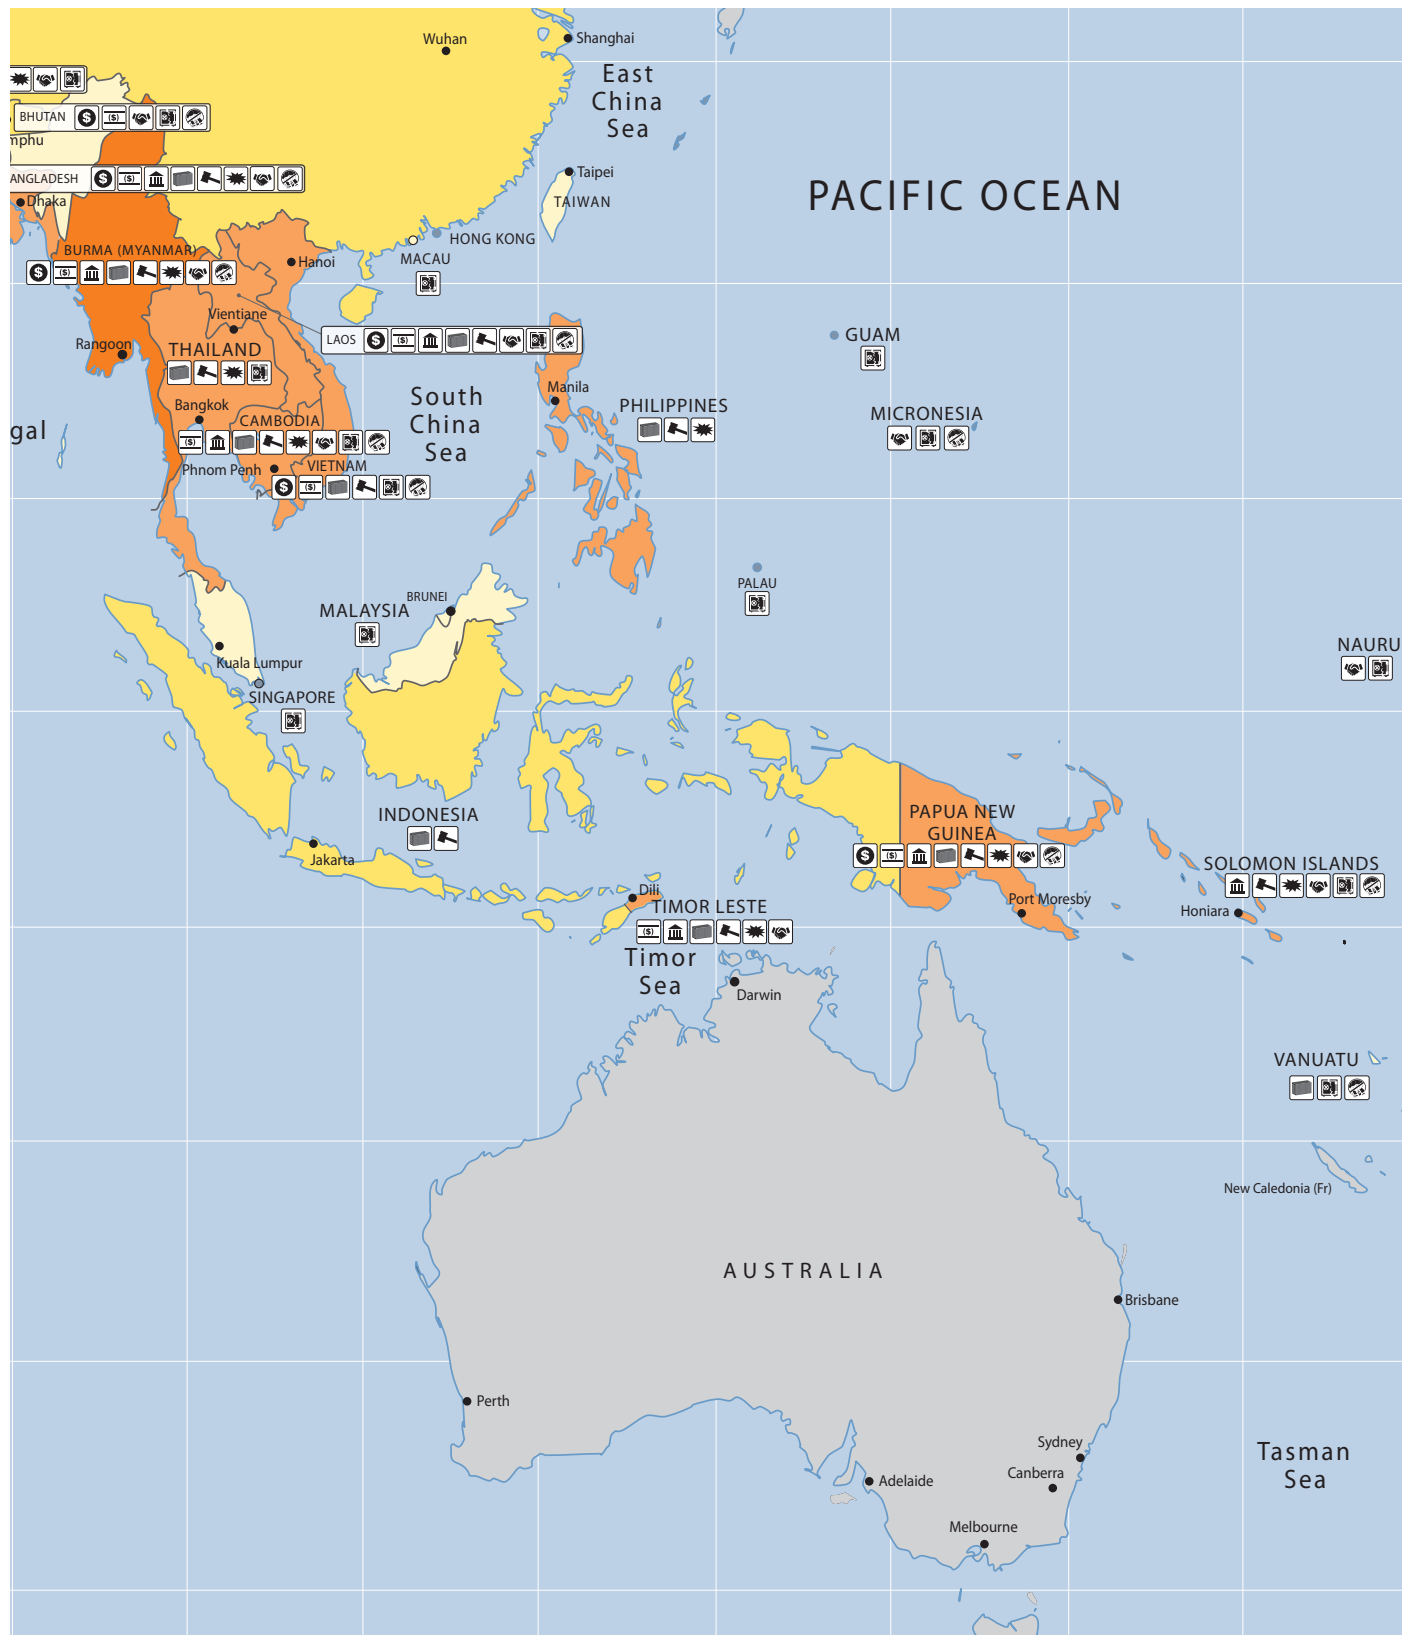 Wuhan
Shanghai
East
China
Sea
BHUTAN
mphu
Taipei
PACIFIC OCEAN
ANGLADESH
Dhaka
TAIWAN
HONG KONG
BURMA (MYANMAR)
MACAU
Hanoi
Vientiane
GUAM
Rangoon
LAOS
THAILAND
South
China
Sea
Manila
PHILIPPINES
Bangkok
MICRONESIA
CAMBODIA
gal
Phnom Penh
VIETNAM
PALAU
BRUNEI
MALAYSIA
NAURU
Kuala Lumpur
SINGAPORE
INDONESIA
PAPUA NEW
GUINEA
Jakarta
SOLOMON ISLANDS
Dili
TIMOR LESTE
Port Moresby
Honiara
Timor
Sea
Darwin
VANUATU
New Caledonia (Fr)
AUSTRALIA
Brisbane
Perth
Sydney
Tasman
Sea
Canberra
Adelaide
Melbourne